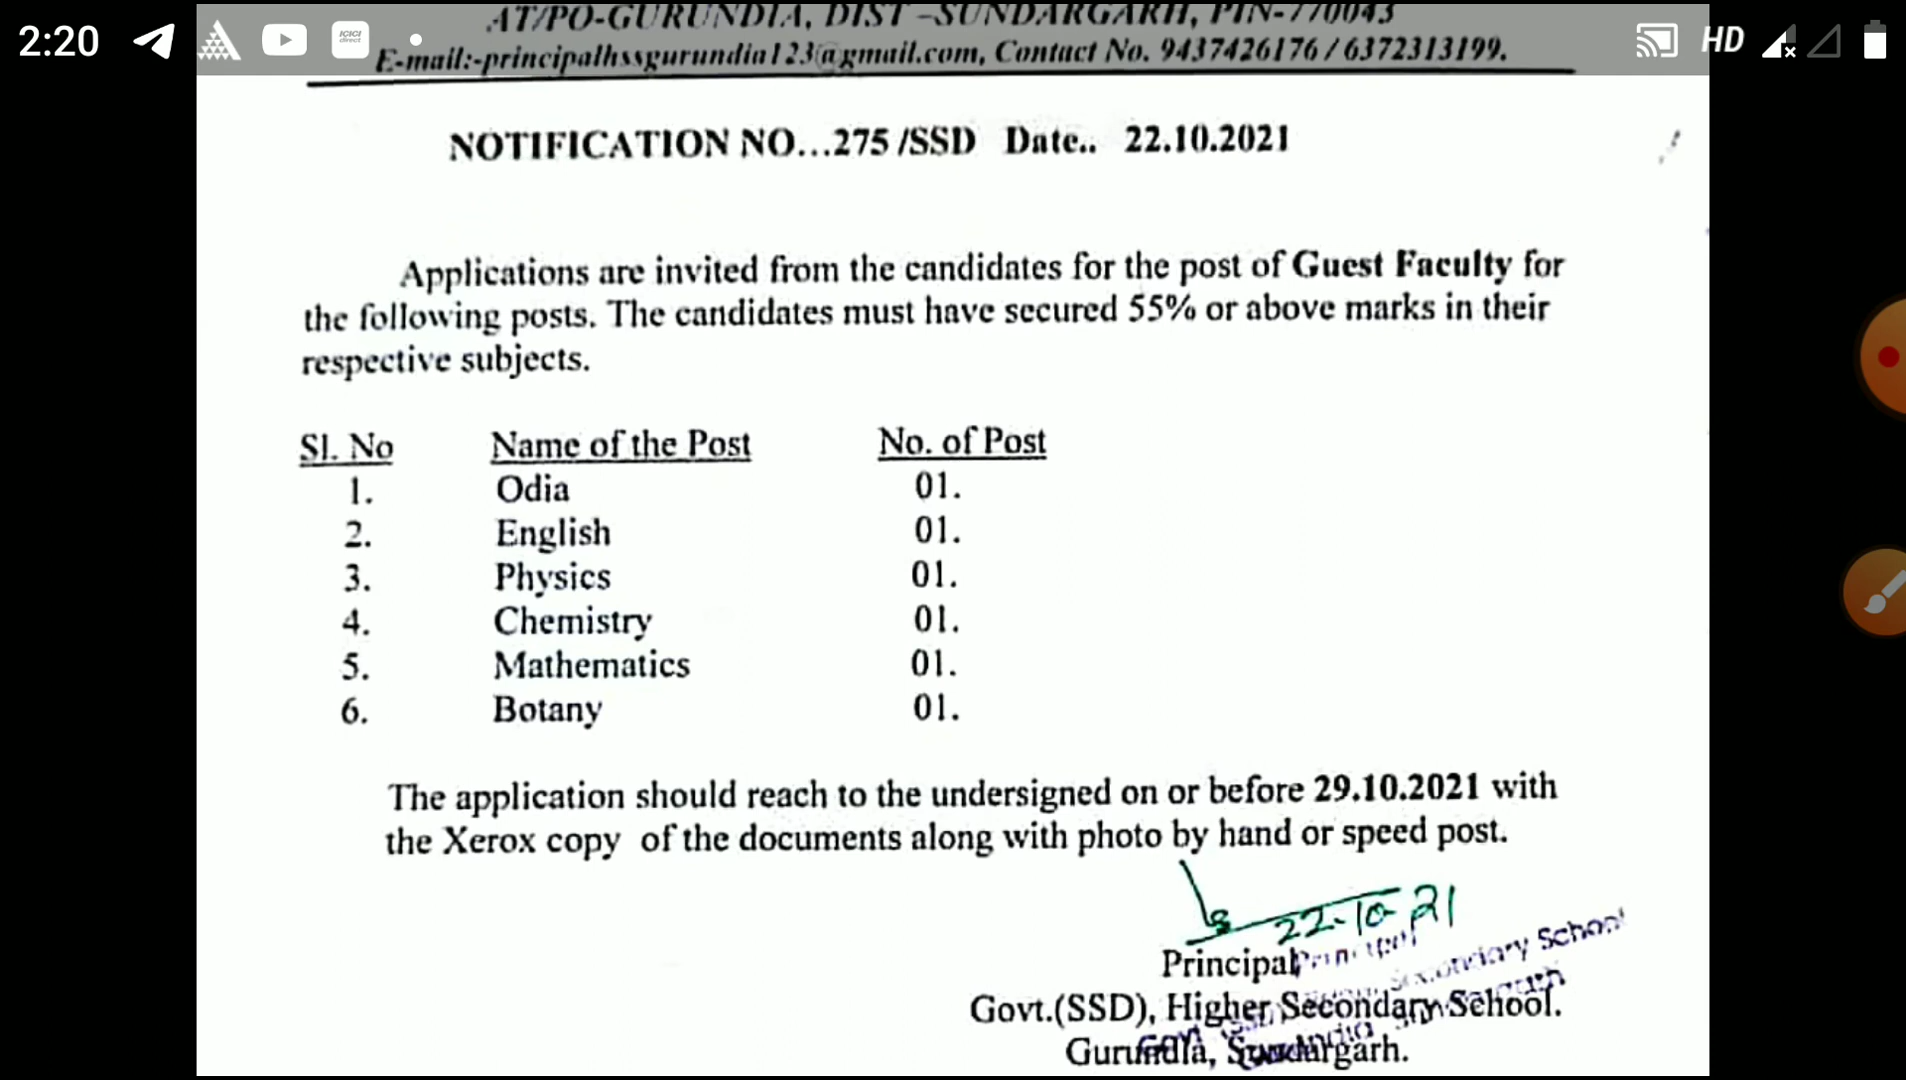 2:20
ICICI direct
HD
AT/PO-GURUNDIA, DIST –SUNDARGARH, PIN-770043
E-mail:-principalhssgurundia123@gmail.com, Contact No. 9437426176 / 6372313199.
NOTIFICATION NO...275 /SSD Date.. 22.10.2021
Applications are invited from the candidates for the post of Guest Faculty for
the following posts. The candidates must have secured 55% or above marks in their
respective subjects.
Sl. No Name of the Post No. of Post
1. Odia 01.
2. English 01.
3. Physics 01.
4. Chemistry 01.
5. Mathematics 01.
6. Botany 01.
The application should reach to the undersigned on or before 29.10.2021 with
the Xerox copy of the documents along with photo by hand or speed post.
22-10-21
Principal
Principal
Secondary School
Govt.(SSD), Higher Secondary School.
Gurundia, Sundargarh.